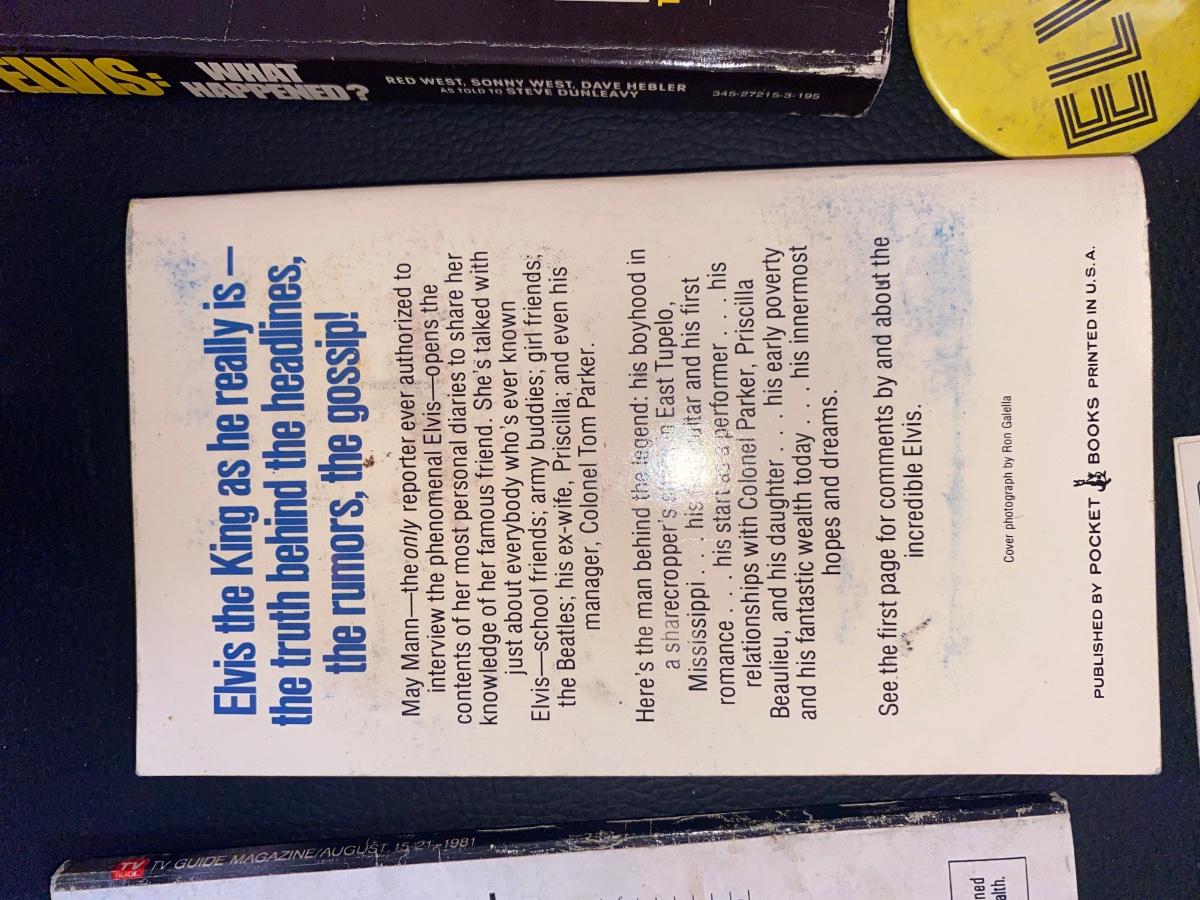 ELVIS:
WHAT
HAPPENED?
RED WEST, SONNY WEST, DAVE HEBLER
AS TOLD TO STEVE DUNLEAVY
345-27215-3-195
ELV
Elvis the King as he really is—
the truth behind the headlines,
the rumors, the gossip!
May Mann—the only reporter ever authorized to
interview the phenomenal Elvis—opens the
contents of her most personal diaries to share her
knowledge of her famous friend. She's talked with
just about everybody who's ever known
Elvis—school friends; army buddies; girl friends;
the Beatles; his ex-wife, Priscilla; and even his
manager, Colonel Tom Parker.
Here's the man behind the legend: his boyhood in
a sharecropper's East Tupelo,
Mississippi . . . his and his first
romance . . . his start as a performer . . . his
relationships with Colonel Parker, Priscilla
Beaulieu, and his daughter . . . his early poverty
and his fantastic wealth today . . . his innermost
hopes and dreams.
See the first page for comments by and about the
incredible Elvis.
Cover photograph by Ron Galella
PUBLISHED BY POCKET BOOKS PRINTED IN U.S.A.
TV
GUIDE
TV GUIDE MAGAZINE/AUGUST 15-21, 1981
ned
alth.